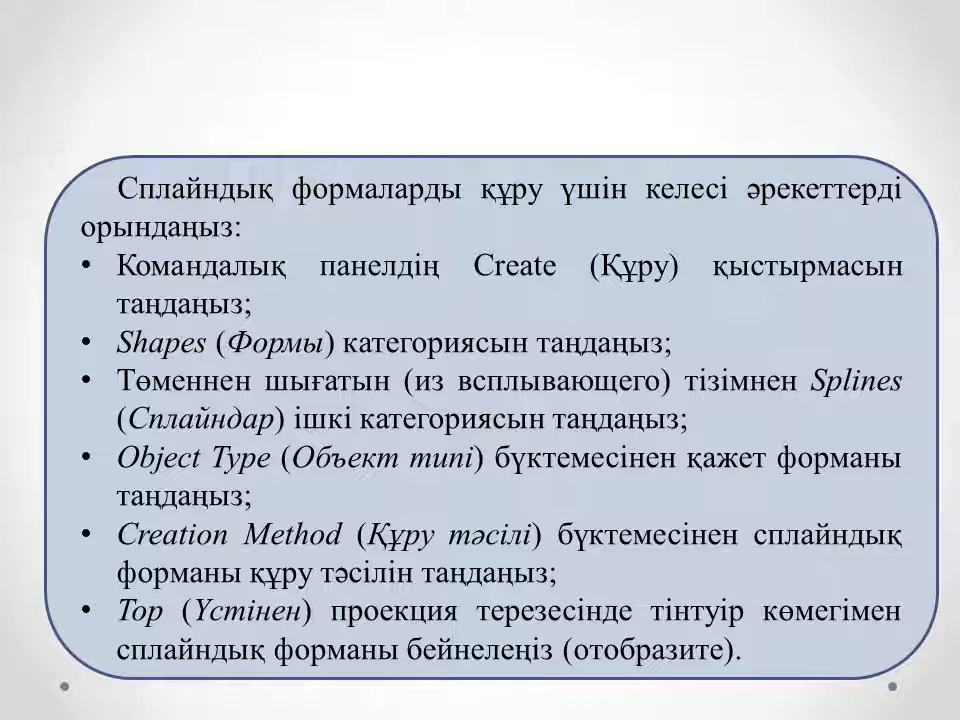 Сплайндық формаларды құру үшін келесі әрекеттерді
орындаңыз:
• Командалық панелдің Create (Құру) қыстырмасын
таңдаңыз;
• Shapes (Формы) категориясын таңдаңыз;
• Төменнен шығатын (из всплывающего) тізімнен Splines
(Сплайндар) ішкі категориясын таңдаңыз;
• Object Type (Объект типі) бүктемесінен қажет форманы
таңдаңыз;
• Creation Method (Құру тәсілі) бүктемесінен сплайндық
форманы құру тәсілін таңдаңыз;
• Top (Үстінен) проекция терезесінде тінтуір көмегімен
сплайндық форманы бейнелеңіз (отобразите).